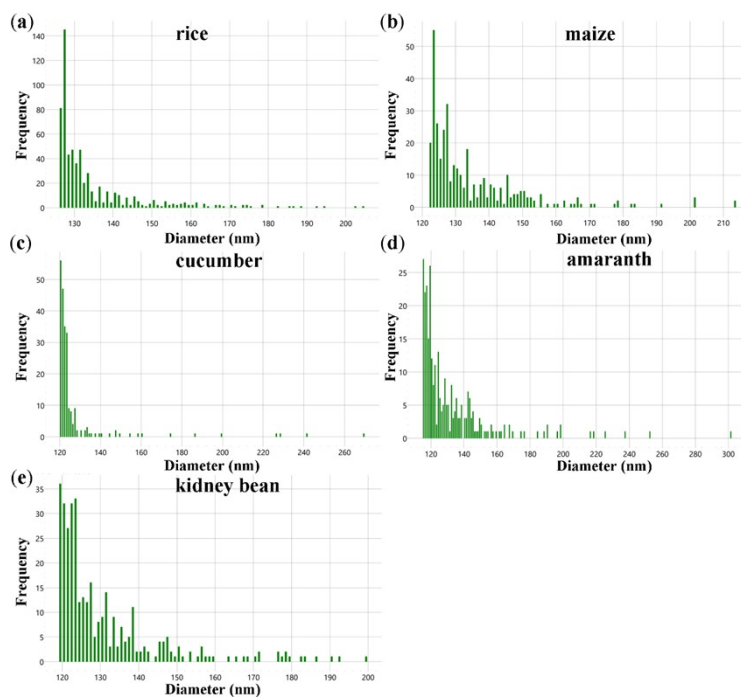 (a)
rice
Frequency
140
120
100
80
60
40
20
0
130 140 150 160 170 180 190 200
Diameter (nm)
(b)
maize
Frequency
50
40
30
20
10
0
120 130 140 150 160 170 180 190 200 210
Diameter (nm)
(c)
cucumber
Frequency
50
40
30
20
10
0
120 140 160 180 200 220 240 260
Diameter (nm)
(d)
amaranth
Frequency
25
20
15
10
5
0
120 140 160 180 200 220 240 260 280 300
Diameter (nm)
(e)
kidney bean
Frequency
35
30
25
20
15
10
5
0
120 130 140 150 160 170 180 190 200
Diameter (nm)